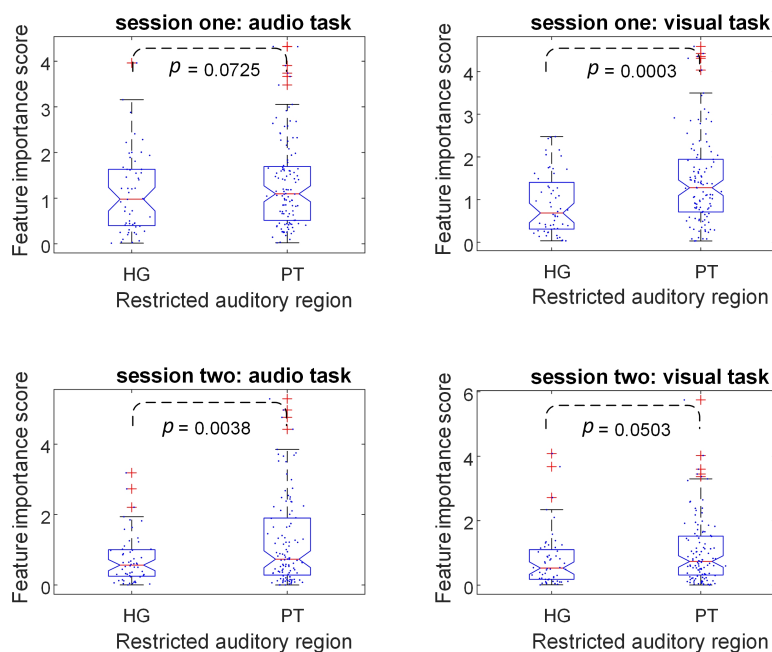 session one: audio task
Feature importance score
4
3
2
1
0
p = 0.0725
HG PT
Restricted auditory region
session one: visual task
Feature importance score
4
3
2
1
0
p = 0.0003
HG PT
Restricted auditory region
session two: audio task
Feature importance score
4
2
0
p = 0.0038
HG PT
Restricted auditory region
session two: visual task
Feature importance score
6
4
2
0
p = 0.0503
HG PT
Restricted auditory region